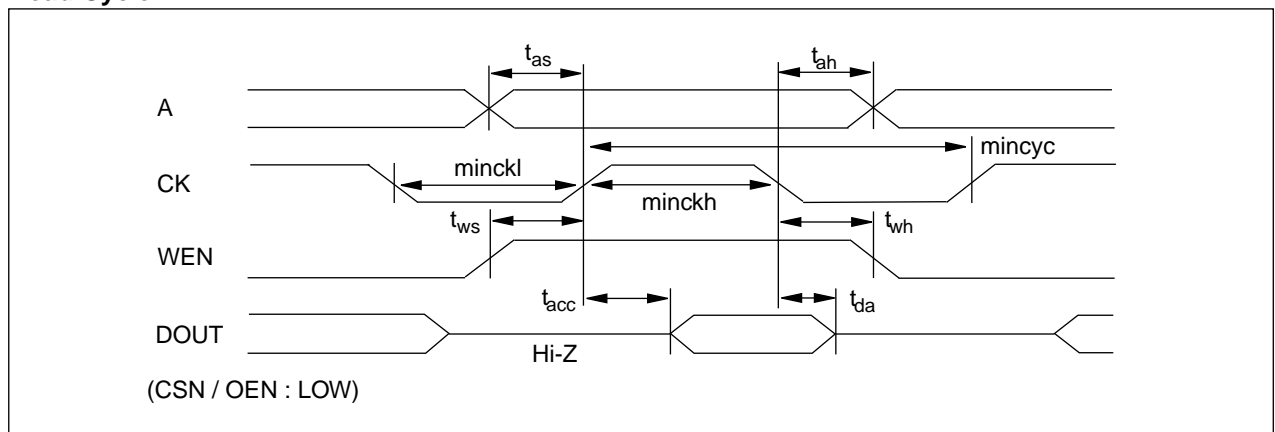 t_as
t_ah
A
mincyc
minckl
CK
minckh
t_ws
t_wh
WEN
t_acc
t_da
DOUT
Hi-Z
(CSN / OEN : LOW)